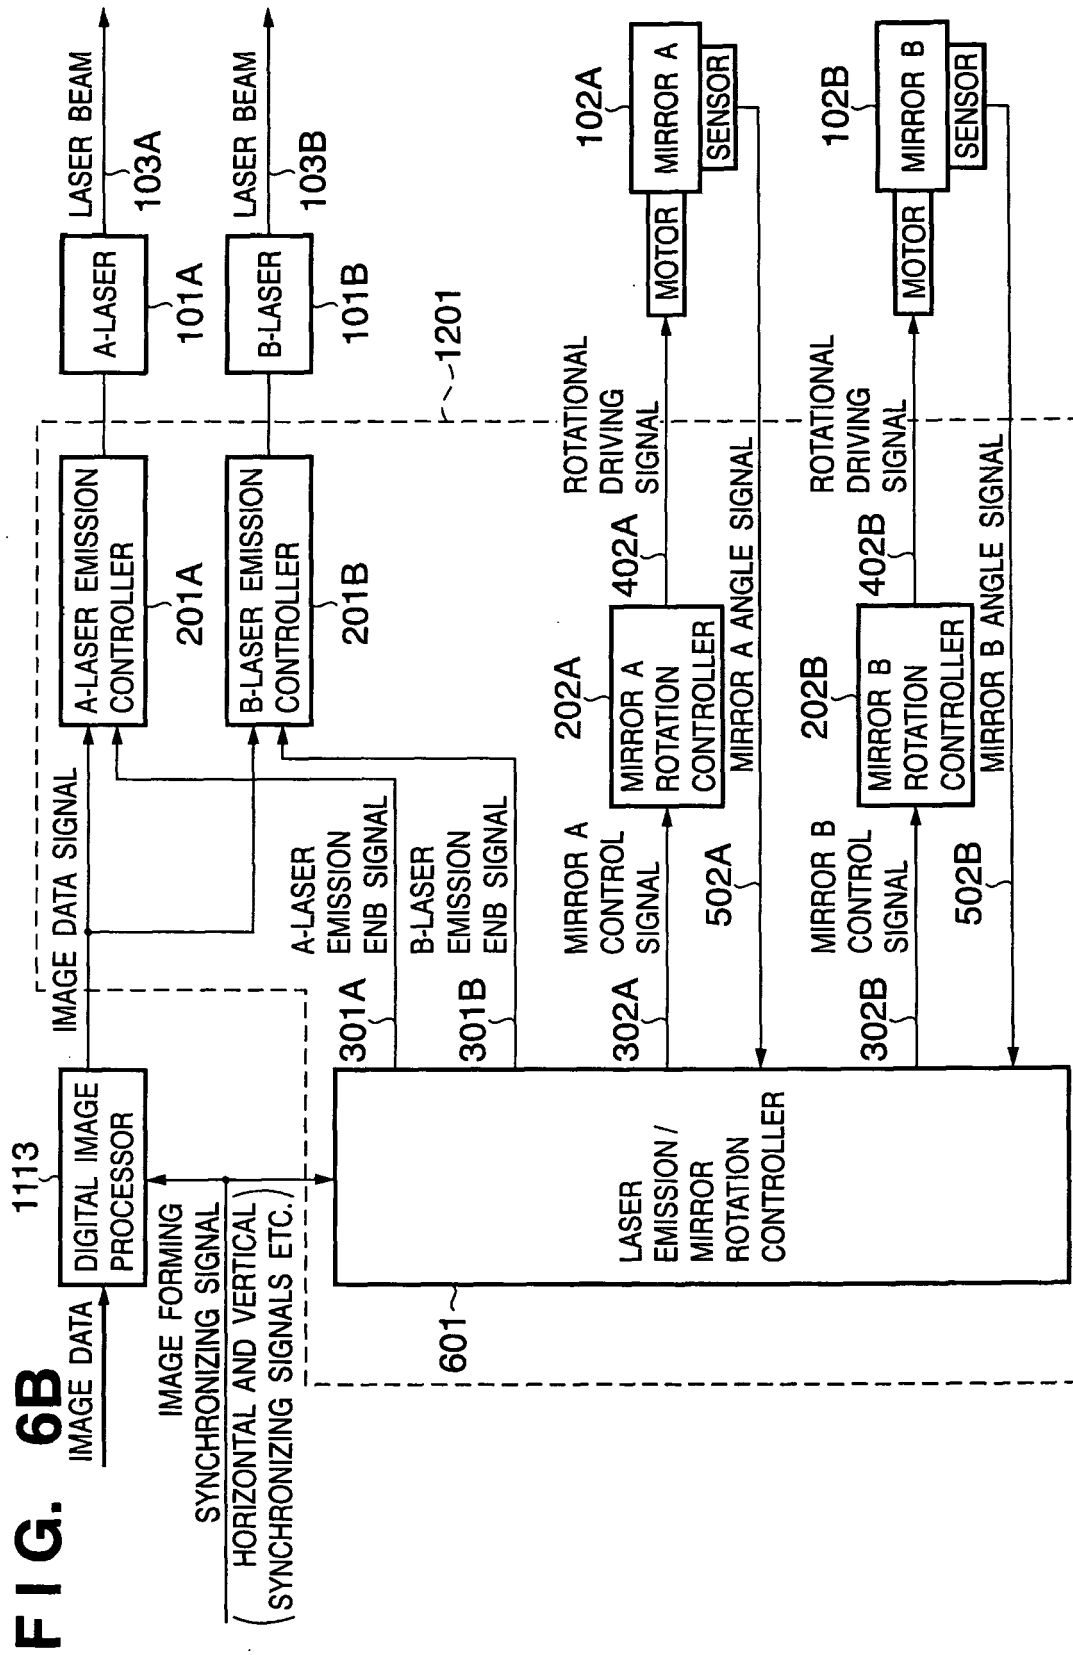 FIG. 6B
IMAGE DATA
1113
DIGITAL IMAGE
PROCESSOR
IMAGE DATA SIGNAL
A-LASER EMISSION
CONTROLLER
201A
A-LASER
101A
LASER BEAM
103A
IMAGE FORMING
SYNCHRONIZING SIGNAL
(HORIZONTAL AND VERTICAL
SYNCHRONIZING SIGNALS ETC.)
B-LASER EMISSION
CONTROLLER
201B
B-LASER
101B
LASER BEAM
103B
1201
601
LASER
EMISSION/
MIRROR
ROTATION
CONTROLLER
301A
A-LASER
EMISSION
ENB SIGNAL
301B
B-LASER
EMISSION
ENB SIGNAL
302A
MIRROR A
CONTROL
SIGNAL
202A
MIRROR A
ROTATION
CONTROLLER
402A
ROTATIONAL
DRIVING
SIGNAL
MOTOR
102A
MIRROR A
SENSOR
502A
MIRROR A ANGLE SIGNAL
302B
MIRROR B
CONTROL
SIGNAL
202B
MIRROR B
ROTATION
CONTROLLER
402B
ROTATIONAL
DRIVING
SIGNAL
MOTOR
102B
MIRROR B
SENSOR
502B
MIRROR B ANGLE SIGNAL